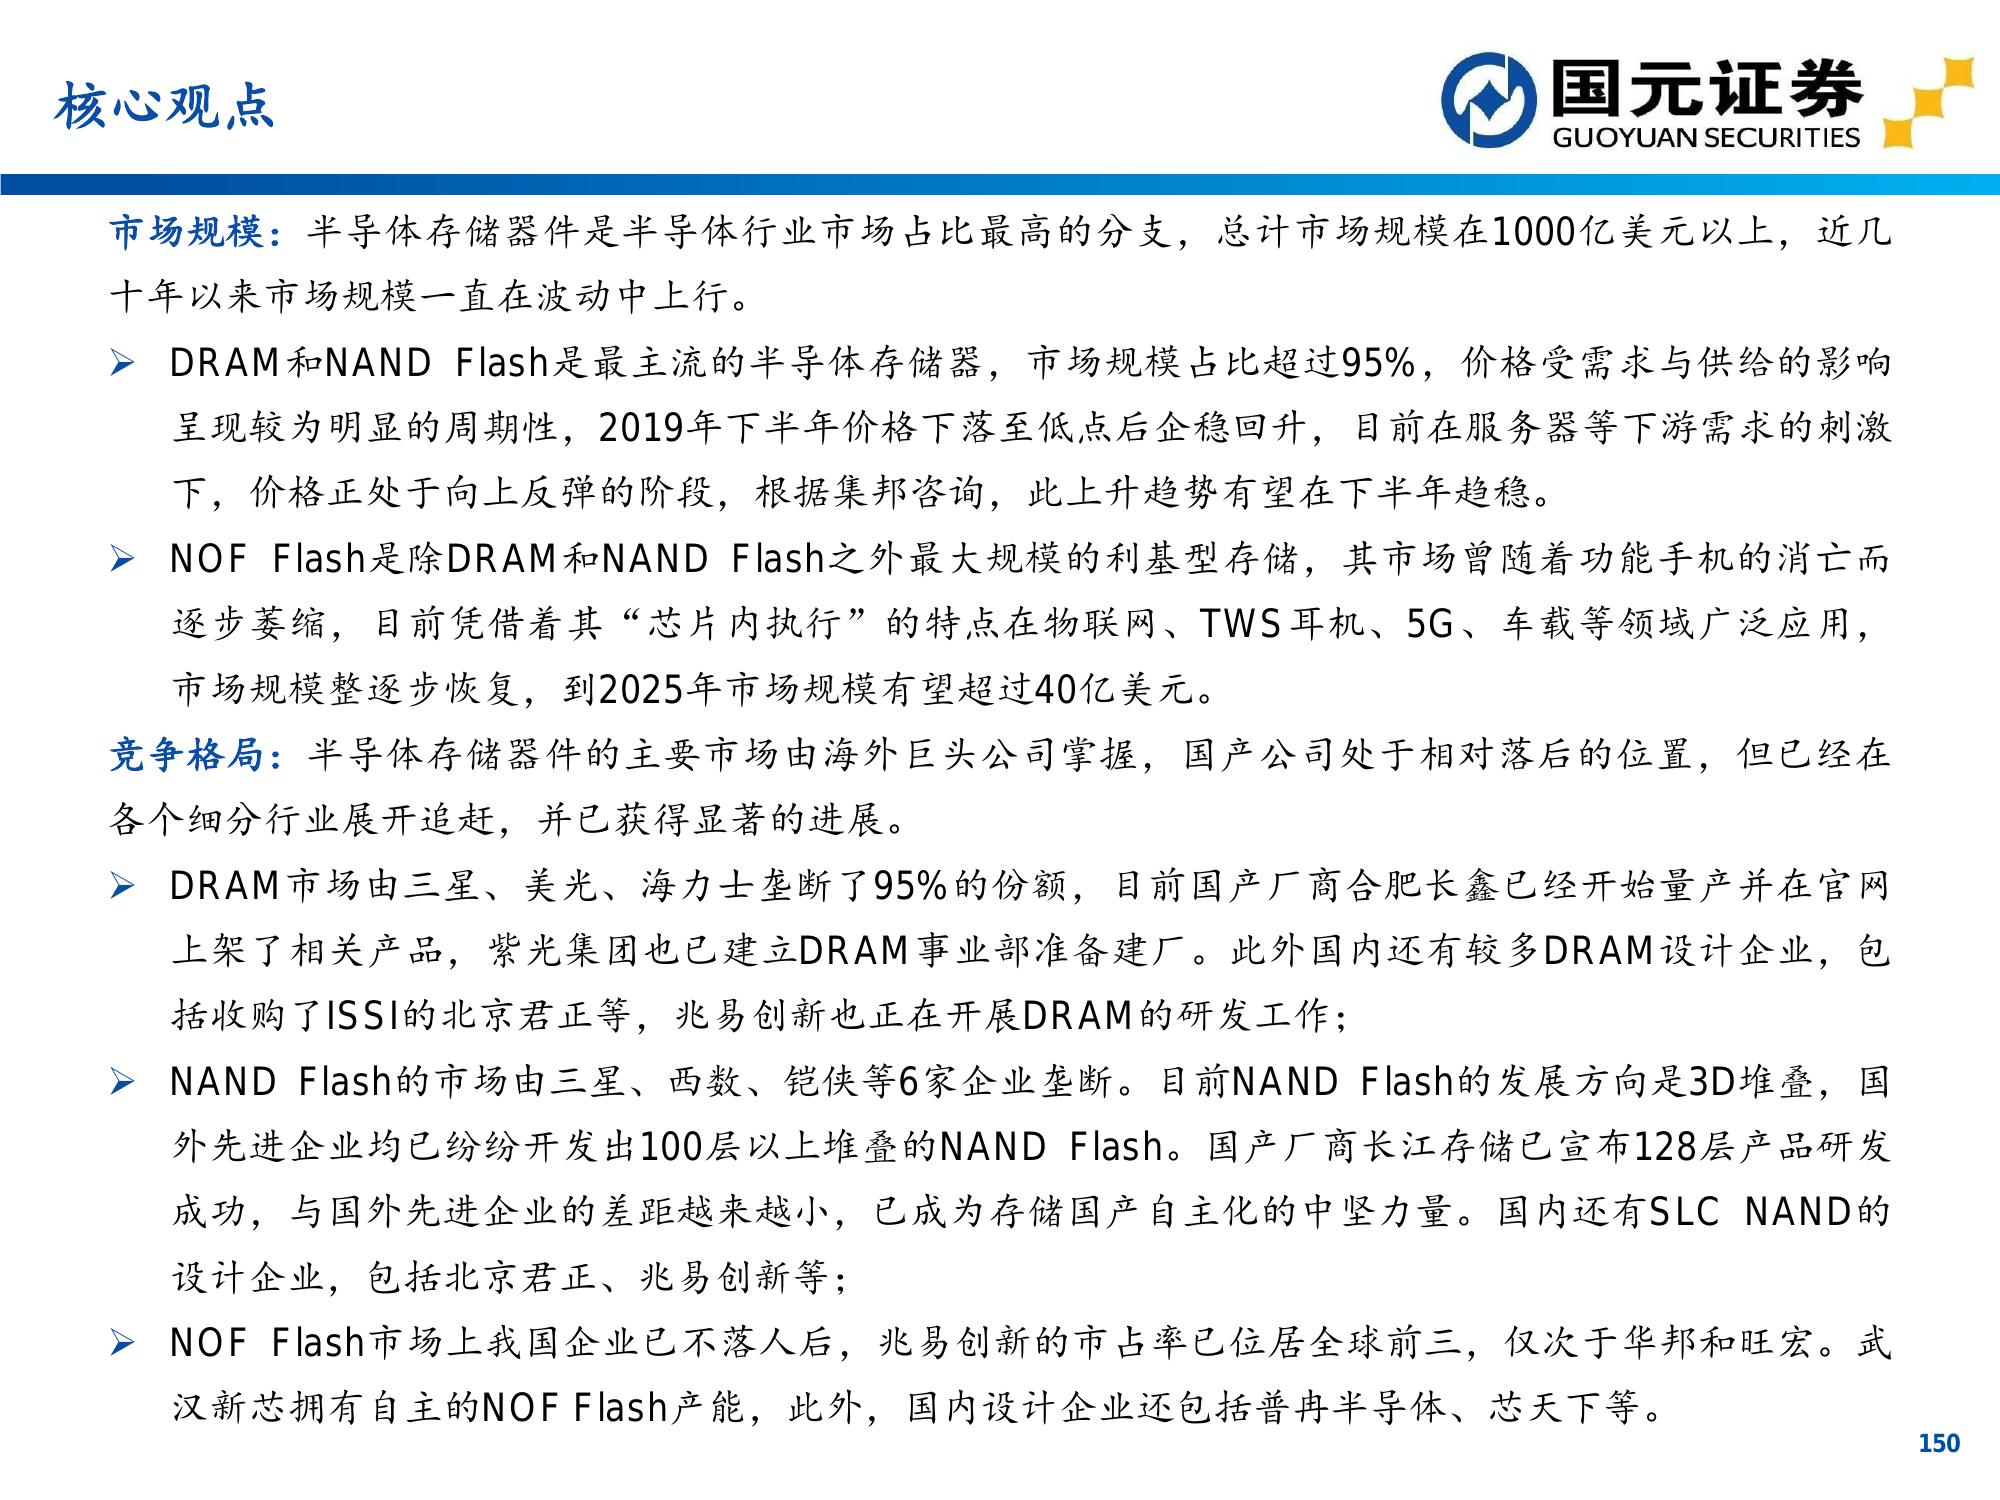 核心观点
国元证券
GUOYUAN SECURITIES
市场规模：半导体存储器件是半导体行业市场占比最高的分支，总计市场规模在1000亿美元以上，近几
十年以来市场规模一直在波动中上行。
➢ DRAM和NAND Flash是最主流的半导体存储器，市场规模占比超过95%，价格受需求与供给的影响
呈现较为明显的周期性，2019年下半年价格下落至低点后企稳回升，目前在服务器等下游需求的刺激
下，价格正处于向上反弹的阶段，根据集邦咨询，此上升趋势有望在下半年趋稳。
➢ NOF Flash是除DRAM和NAND Flash之外最大规模的利基型存储，其市场曾随着功能手机的消亡而
逐步萎缩，目前凭借着其“芯片内执行”的特点在物联网、TWS耳机、5G、车载等领域广泛应用，
市场规模整逐步恢复，到2025年市场规模有望超过40亿美元。
竞争格局：半导体存储器件的主要市场由海外巨头公司掌握，国产公司处于相对落后的位置，但已经在
各个细分行业展开追赶，并已获得显著的进展。
➢ DRAM市场由三星、美光、海力士垄断了95%的份额，目前国产厂商合肥长鑫已经开始量产并在官网
上架了相关产品，紫光集团也已建立DRAM事业部准备建厂。此外国内还有较多DRAM设计企业，包
括收购了ISSI的北京君正等，兆易创新也正在开展DRAM的研发工作；
➢ NAND Flash的市场由三星、西数、铠侠等6家企业垄断。目前NAND Flash的发展方向是3D堆叠，国
外先进企业均已纷纷开发出100层以上堆叠的NAND Flash。国产厂商长江存储已宣布128层产品研发
成功，与国外先进企业的差距越来越小，已成为存储国产自主化的中坚力量。国内还有SLC NAND的
设计企业，包括北京君正、兆易创新等；
➢ NOF Flash市场上我国企业已不落人后，兆易创新的市占率已位居全球前三，仅次于华邦和旺宏。武
汉新芯拥有自主的NOF Flash产能，此外，国内设计企业还包括普冉半导体、芯天下等。
150